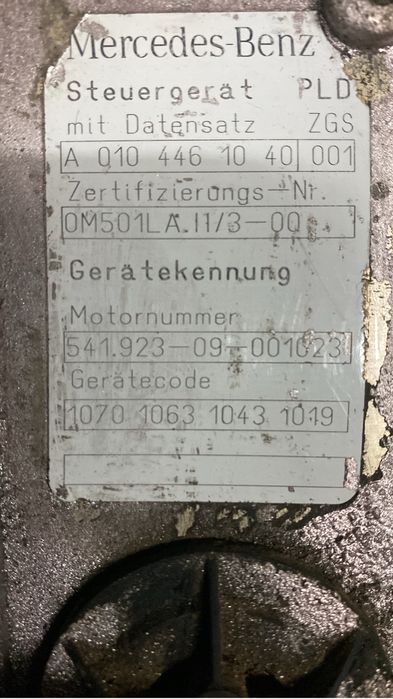 Mercedes-Benz
Steuergerät PLD
mit Datensatz ZGS
A 010 446 10 40 001
Zertifizierungs-Nr.
OM501LA.II/3-00
Gerätekennung
Motornummer
541.923-09-001023
Gerätecode
1070 1063 1043 1019